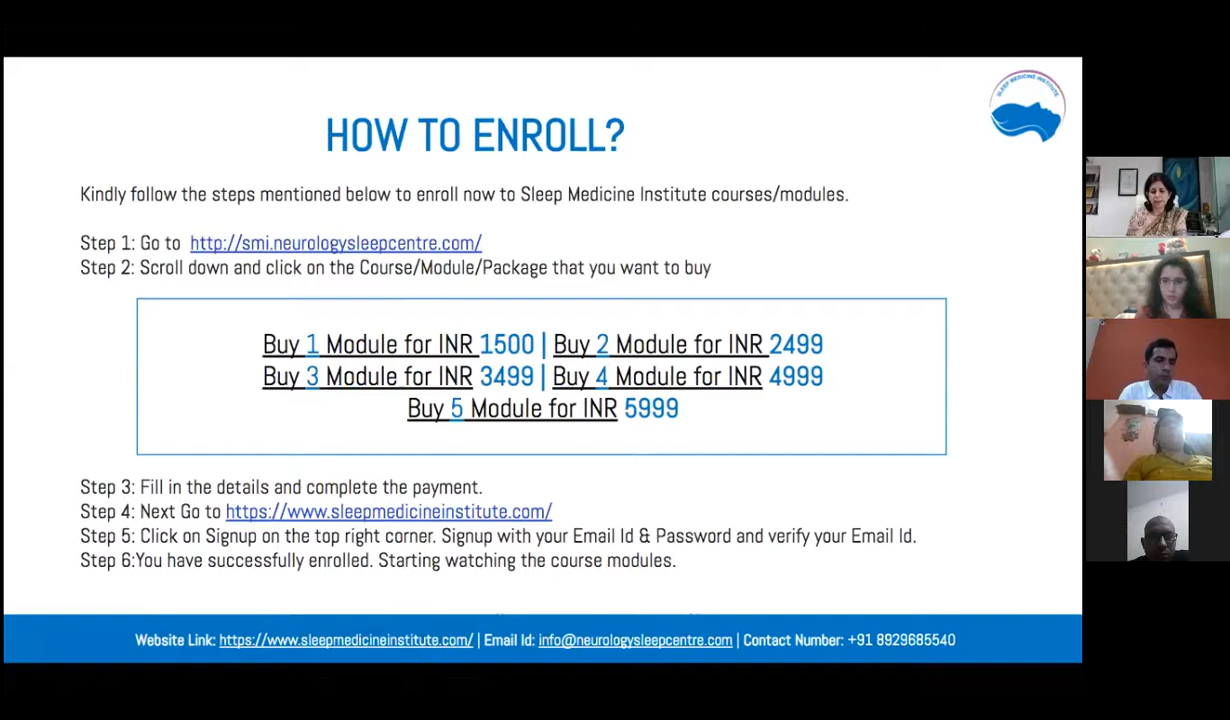 SLEEP MEDICINE INSTITUTE
HOW TO ENROLL?
Kindly follow the steps mentioned below to enroll now to Sleep Medicine Institute courses/modules.
Step 1: Go to http://smi.neurologysleepcentre.com/
Step 2: Scroll down and click on the Course/Module/Package that you want to buy
Buy 1 Module for INR 1500 | Buy 2 Module for INR 2499
Buy 3 Module for INR 3499 | Buy 4 Module for INR 4999
Buy 5 Module for INR 5999
Step 3: Fill in the details and complete the payment.
Step 4: Next Go to https://www.sleepmedicineinstitute.com/
Step 5: Click on Signup on the top right corner. Signup with your Email Id & Password and verify your Email Id.
Step 6:You have successfully enrolled. Starting watching the course modules.
Website Link: https://www.sleepmedicineinstitute.com/ | Email Id: info@neurologysleepcentre.com | Contact Number: +91 8929685540